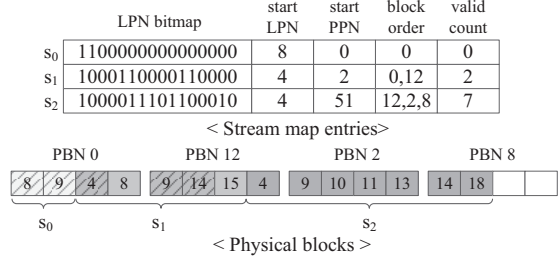 LPN bitmap start LPN start PPN block order valid count
s0 1100000000000000 8 0 0 0
s1 1000110000110000 4 2 0,12 2
s2 1000011101100010 4 51 12,2,8 7
< Stream map entries>
PBN 0 PBN 12 PBN 2 PBN 8
8 9 4 8 9 14 15 4 9 10 11 13 14 18
s0 s1 s2
< Physical blocks >